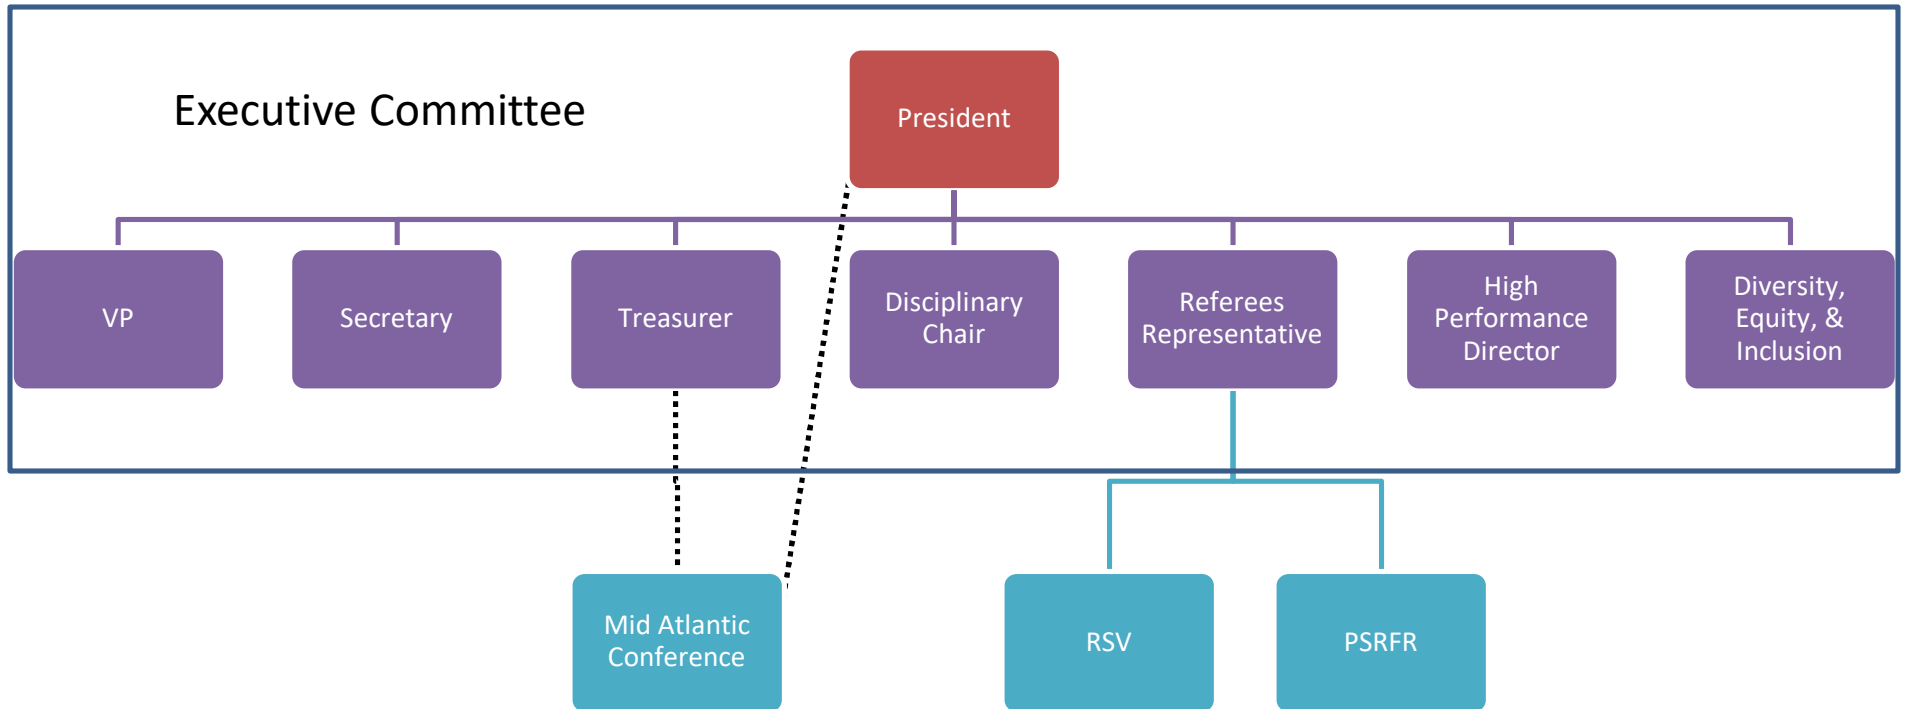 Executive Committee
President
VP
Secretary
Treasurer
Disciplinary
Chair
Referees
Representative
High
Performance
Director
Diversity,
Equity, &
Inclusion
Mid Atlantic
Conference
RSV
PSRFR